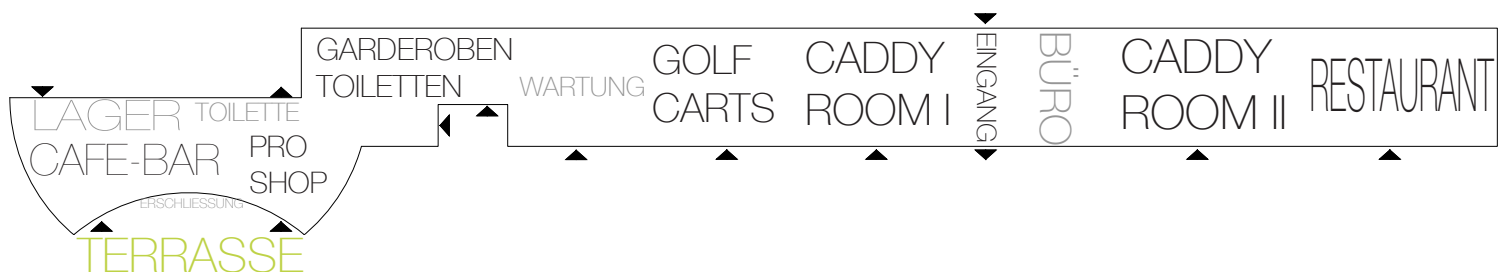 GARDEROBEN
TOILETTEN
WARTUNG
GOLF
CARTS
CADDY
ROOM I
EINGANG
BÜRO
CADDY
ROOM II
RESTAURANT
LAGER
TOILETTE
CAFE-BAR
PRO
SHOP
ERSCHLIESSUNG
TERRASSE